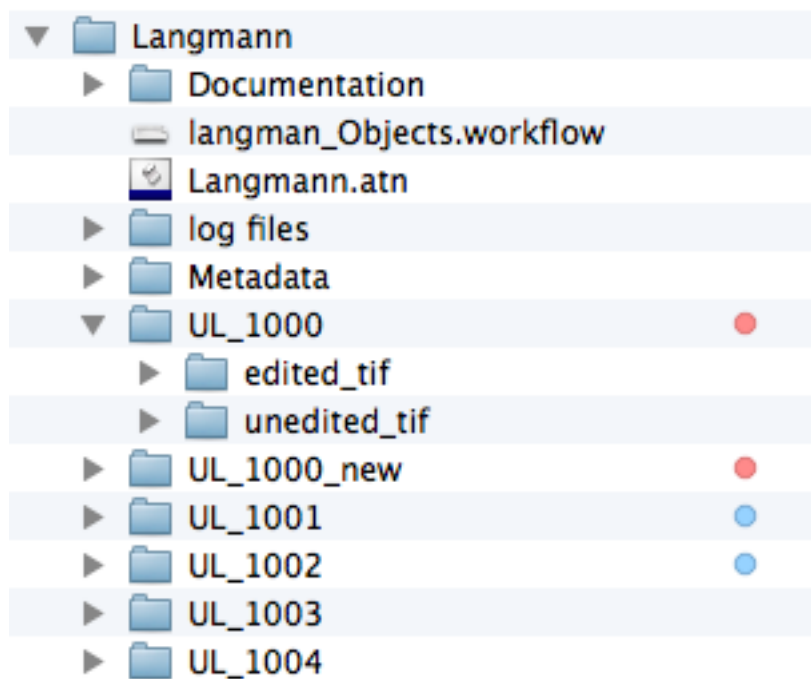 Langmann
Documentation
langman_Objects.workflow
Langmann.atn
log files
Metadata
UL_1000
edited_tif
unedited_tif
UL_1000_new
UL_1001
UL_1002
UL_1003
UL_1004